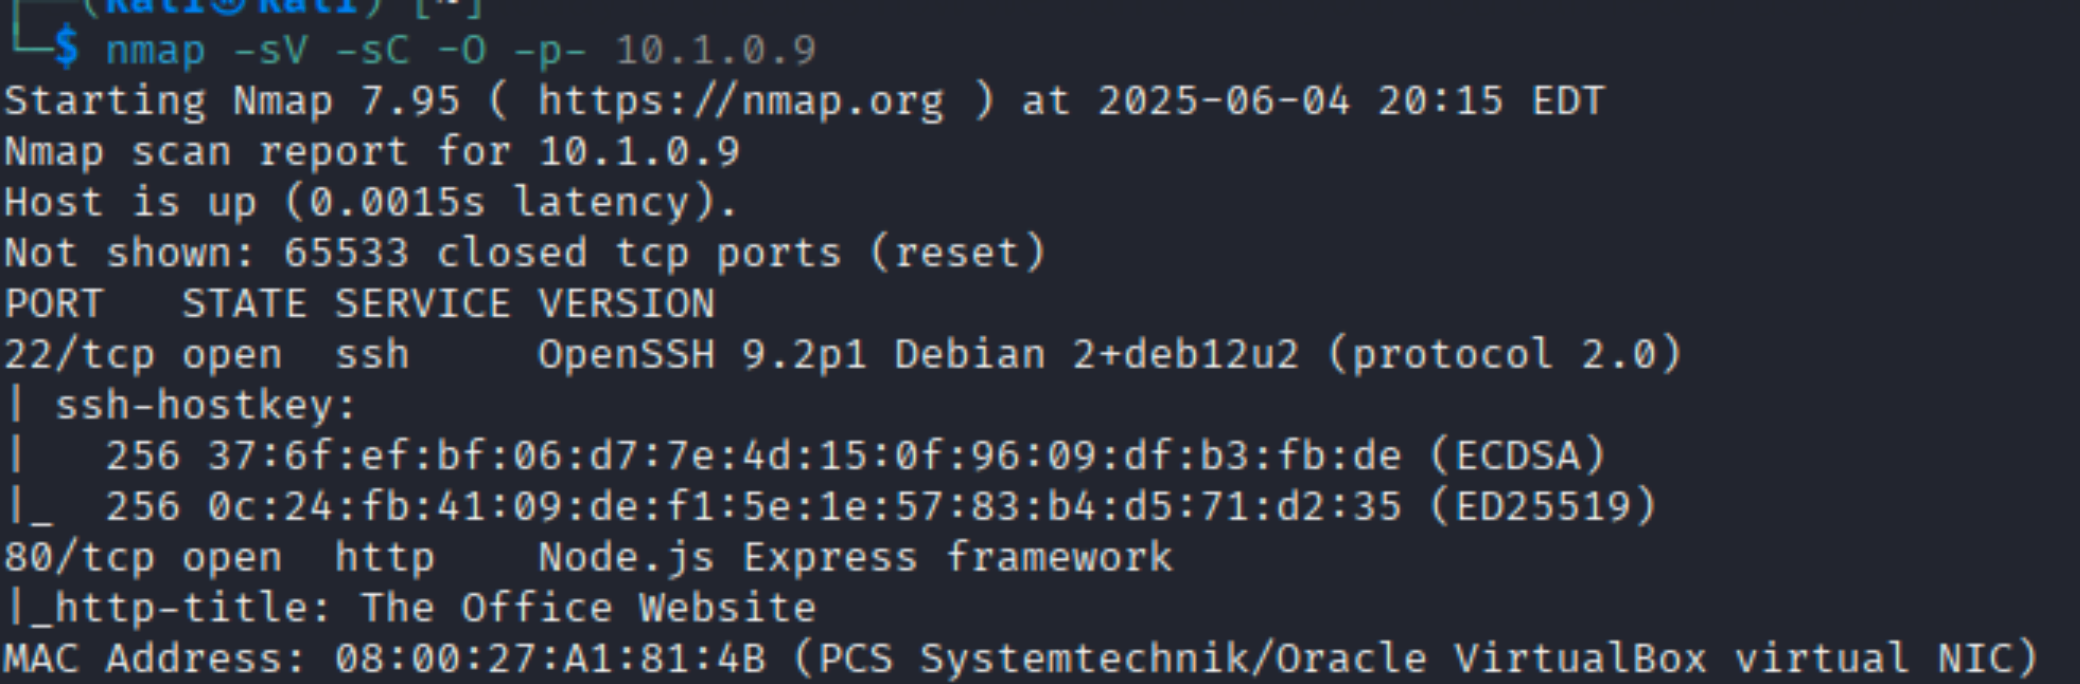 ┌──(kali㉿kali) [~]
└─$ nmap -sV -sC -O -p- 10.1.0.9
Starting Nmap 7.95 ( https://nmap.org ) at 2025-06-04 20:15 EDT
Nmap scan report for 10.1.0.9
Host is up (0.0015s latency).
Not shown: 65533 closed tcp ports (reset)
PORT   STATE SERVICE VERSION
22/tcp open  ssh     OpenSSH 9.2p1 Debian 2+deb12u2 (protocol 2.0)
| ssh-hostkey:
|   256 37:6f:ef:bf:06:d7:7e:4d:15:0f:96:09:df:b3:fb:de (ECDSA)
|_  256 0c:24:fb:41:09:de:f1:5e:1e:57:83:b4:d5:71:d2:35 (ED25519)
80/tcp open  http    Node.js Express framework
|_http-title: The Office Website
MAC Address: 08:00:27:A1:81:4B (PCS Systemtechnik/Oracle VirtualBox virtual NIC)